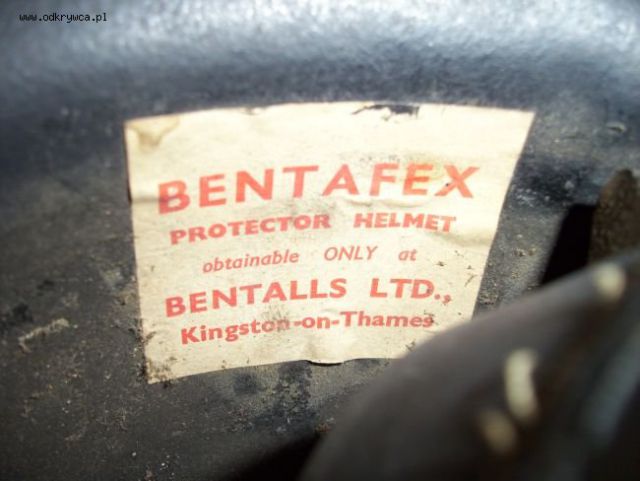 www.odkrywca.pl
BENTAFEX
PROTECTOR HELMET
obtainable ONLY at
BENTALLS LTD.,
Kingston-on-Thames